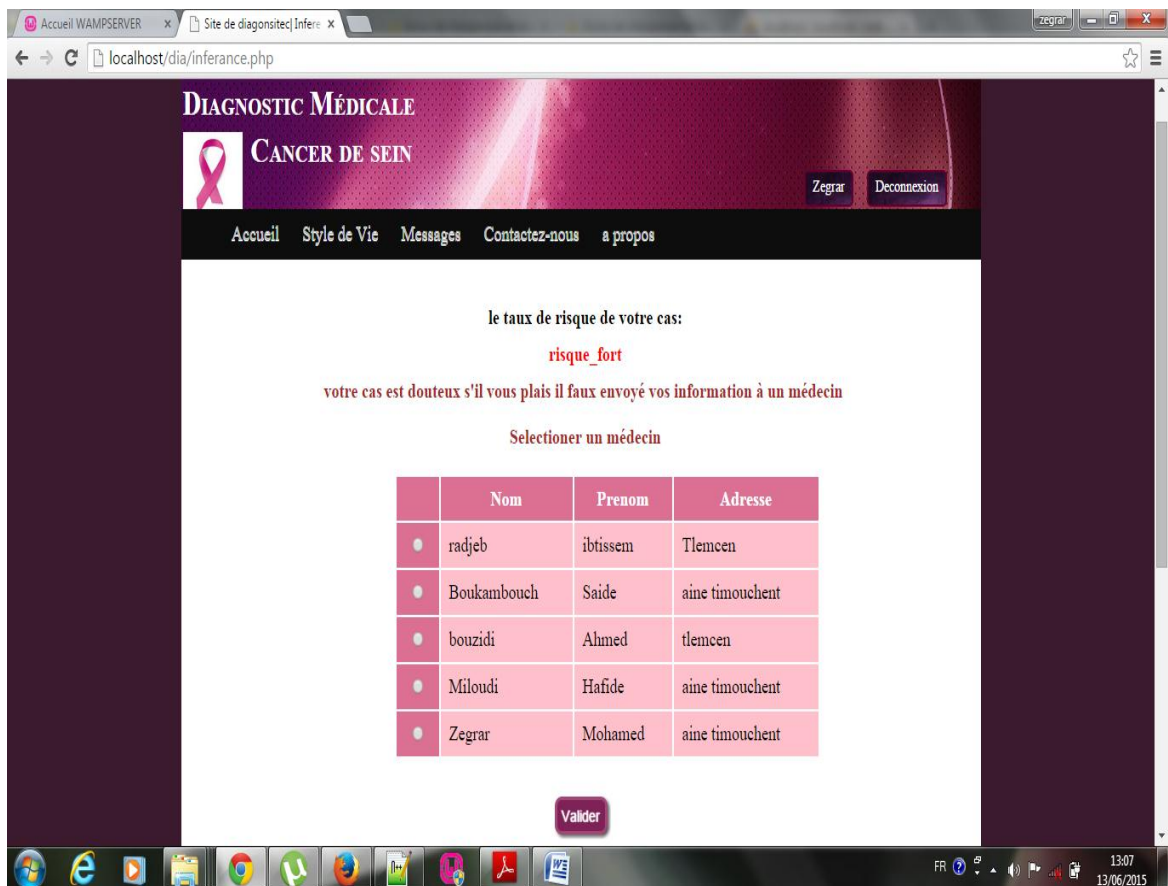 Accueil WAMPSERVER x
Site de diagonsitec| Infere x
zegrar
localhost/dia/inferance.php
DIAGNOSTIC MÉDICALE
CANCER DE SEIN
Zegrar Deconnexion
Accueil Style de Vie Messages Contactez-nous a propos
le taux de risque de votre cas:
risque_fort
votre cas est douteux s'il vous plais il faux envoyé vos information à un médecin
Selectioner un médecin
Nom Prenom Adresse
radjeb ibtissem Tlemcen
Boukambouch Saide aine timouchent
bouzidi Ahmed tlemcen
Miloudi Hafide aine timouchent
Zegrar Mohamed aine timouchent
Valider
FR 13:07
13/06/2015